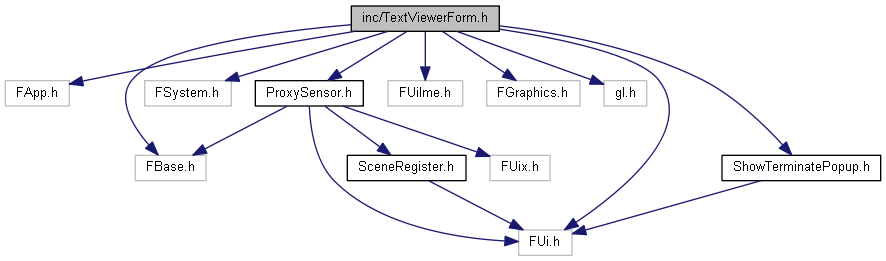 inc/TextViewerForm.h
FApp.h
FSystem.h
ProxySensor.h
FUiIme.h
FGraphics.h
gl.h
FBase.h
SceneRegister.h
FUix.h
ShowTerminatePopup.h
FUi.h